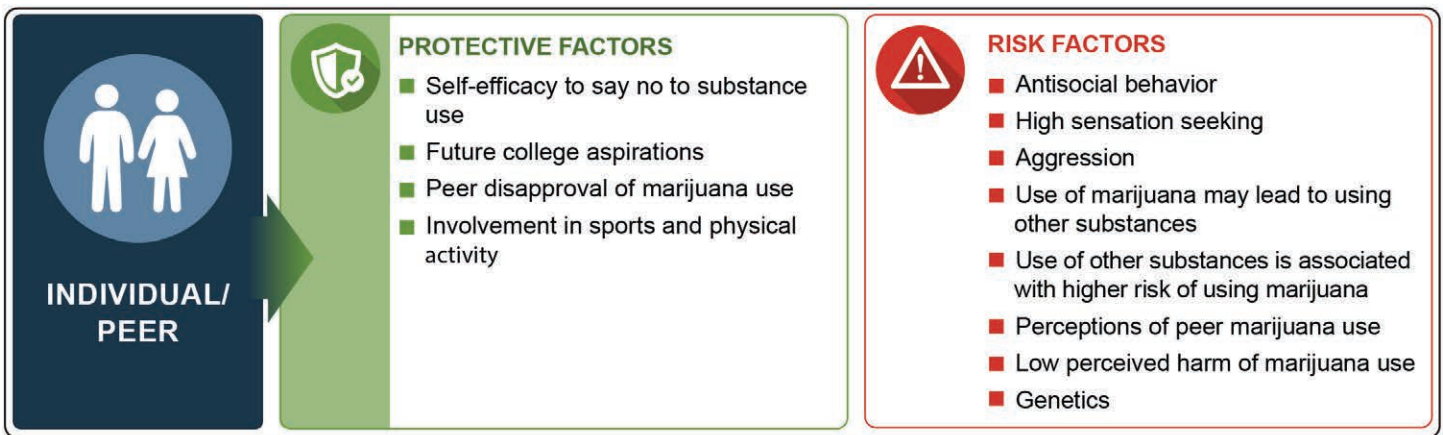 INDIVIDUAL/
PEER
PROTECTIVE FACTORS
Self-efficacy to say no to substance
use
Future college aspirations
Peer disapproval of marijuana use
Involvement in sports and physical
activity
RISK FACTORS
Antisocial behavior
High sensation seeking
Aggression
Use of marijuana may lead to using
other substances
Use of other substances is associated
with higher risk of using marijuana
Perceptions of peer marijuana use
Low perceived harm of marijuana use
Genetics